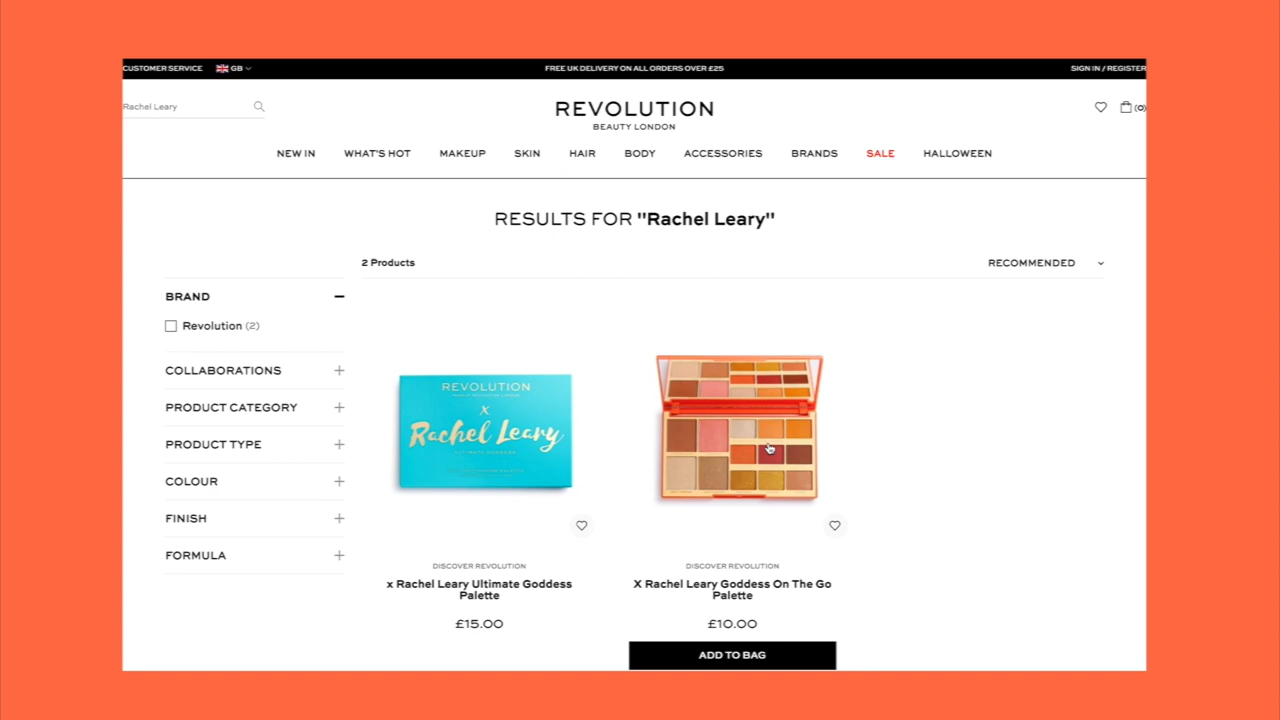 CUSTOMER SERVICE GB FREE UK DELIVERY ON ALL ORDERS OVER £25 SIGN IN / REGISTER
Rachel Leary
REVOLUTION
BEAUTY LONDON
(0)
NEW IN WHAT'S HOT MAKEUP SKIN HAIR BODY ACCESSORIES BRANDS SALE HALLOWEEN
RESULTS FOR "Rachel Leary"
2 Products RECOMMENDED
BRAND
Revolution (2)
COLLABORATIONS
PRODUCT CATEGORY
PRODUCT TYPE
COLOUR
FINISH
FORMULA
REVOLUTION
X
Rachel Leary
ULTIMATE GODDESS
DISCOVER REVOLUTION
x Rachel Leary Ultimate Goddess
Palette
£15.00
DISCOVER REVOLUTION
X Rachel Leary Goddess On The Go
Palette
£10.00
ADD TO BAG